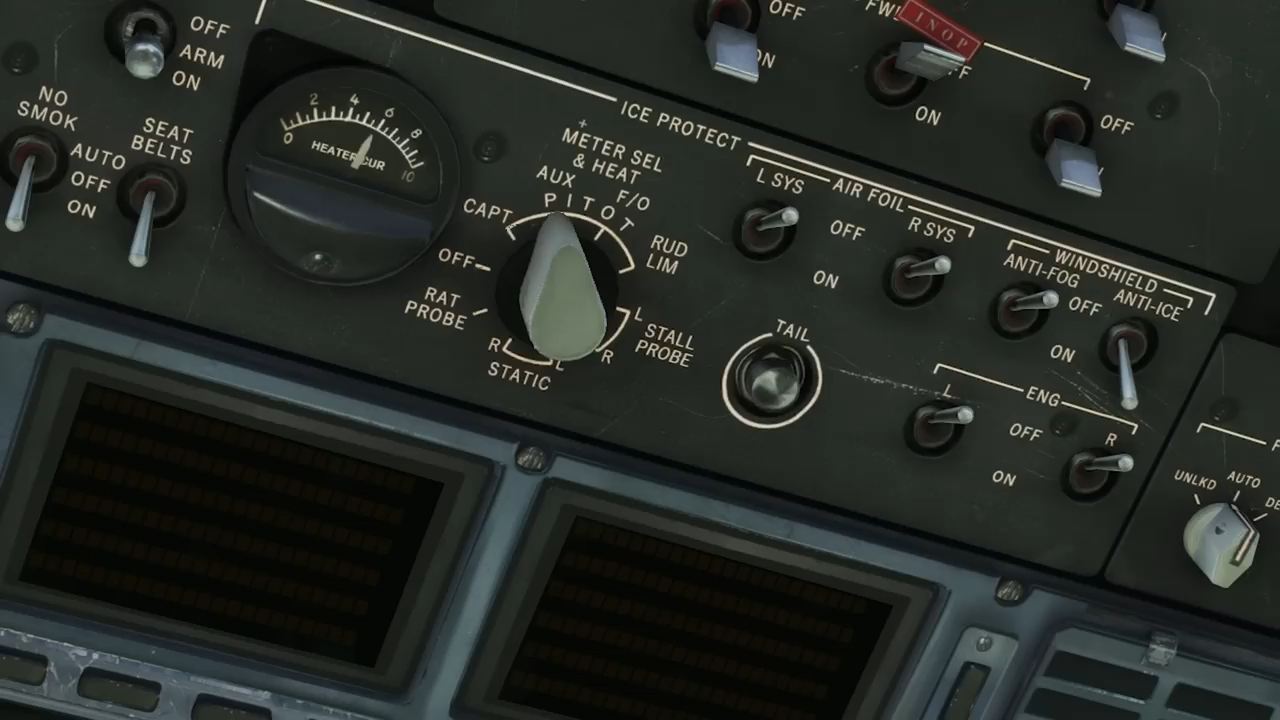 OFF
ARM
ON
NO
SMOK
SEAT
BELTS
AUTO
OFF
ON
0 2 4 6 8 10
HEATER CUR
OFF
ON
INOP
ON
OFF
ICE PROTECT
METER SEL
& HEAT
AUX
F/O
PITOT
CAPT
OFF
RUD
LIM
RAT
PROBE
L
STALL
PROBE
R
R
L
STATIC
AIR FOIL
L SYS
R SYS
OFF
ON
WINDSHIELD
ANTI-FOG
ANTI-ICE
OFF
ON
TAIL
ENG
L
R
OFF
ON
UNLKD
AUTO